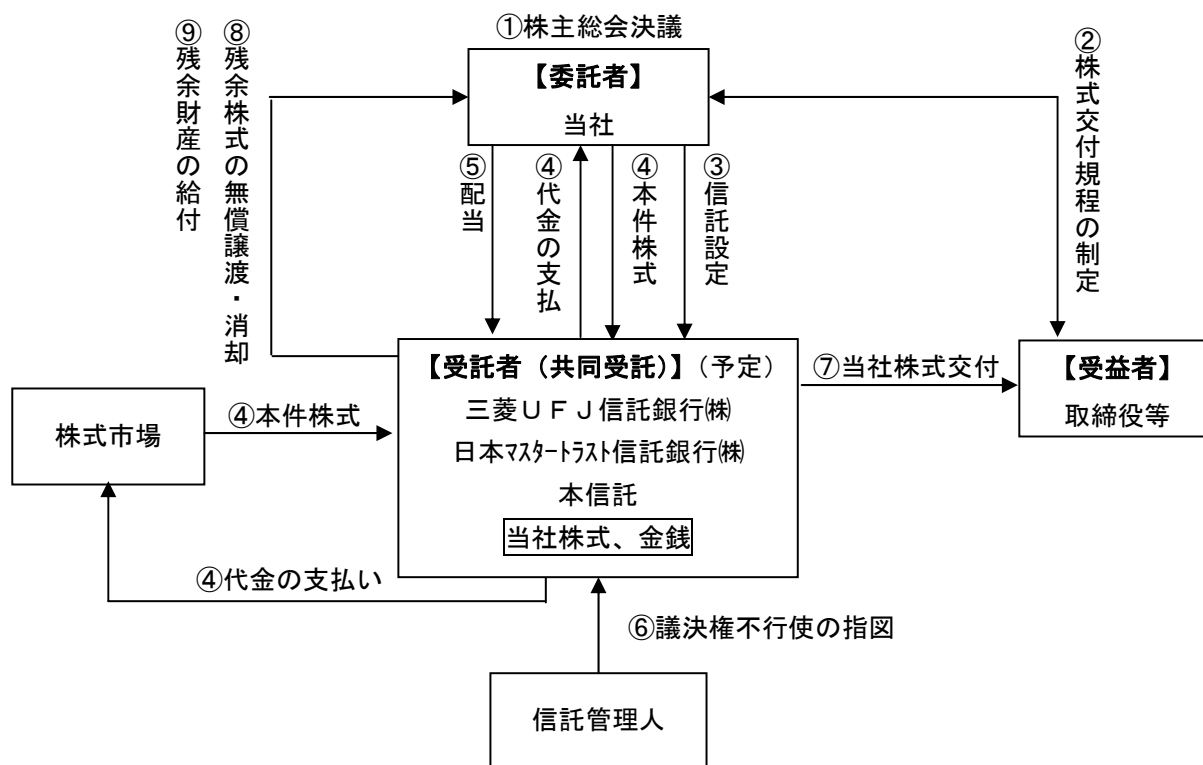 ①株主総会決議
【委託者】
当社
⑨残余財産の給付
⑧残余株式の無償譲渡・消却
⑤配当
④代金の支払
④本件株式
③信託設定
②株式交付規程の制定
【受託者（共同受託）】（予定）
三菱ＵＦＪ信託銀行㈱
日本ﾏｽﾀｰﾄﾗｽﾄ信託銀行㈱
本信託
当社株式、金銭
⑦当社株式交付
【受益者】
取締役等
株式市場
④本件株式
④代金の支払い
⑥議決権不行使の指図
信託管理人